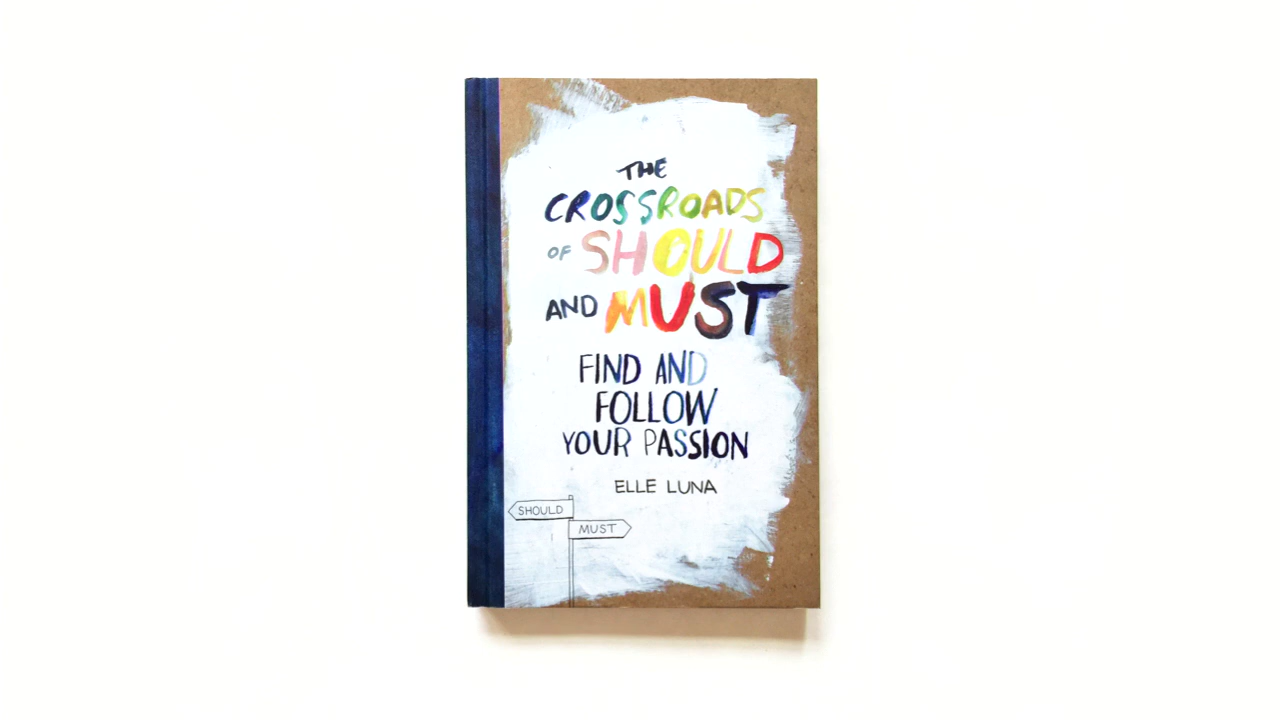 THE
CROSSROADS
OF SHOULD
AND MUST
FIND AND
FOLLOW
YOUR PASSION
ELLE LUNA
SHOULD
MUST